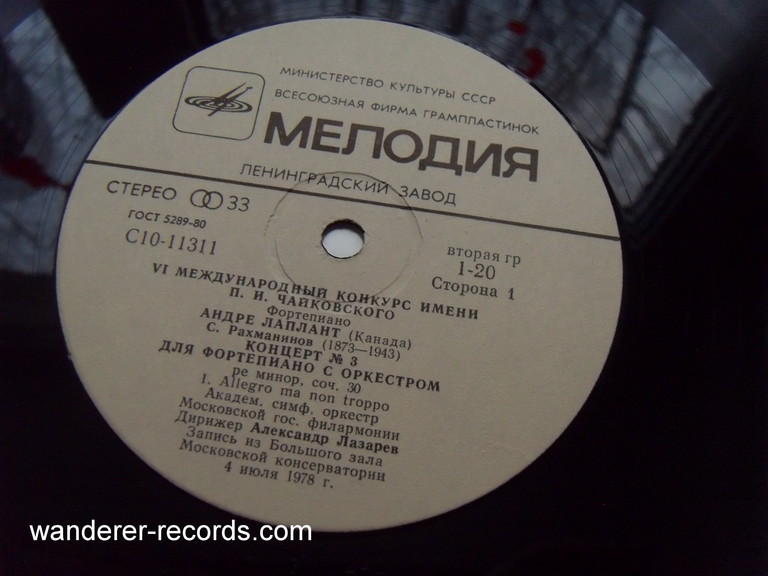 МИНИСТЕРСТВО КУЛЬТУРЫ СССР
ВСЕСОЮЗНАЯ ФИРМА ГРАМПЛАСТИНОК
МЕЛОДИЯ
ЛЕНИНГРАДСКИЙ ЗАВОД
СТЕРЕО 33
ГОСТ 5289-80
С10-11311
вторая гр
1-20
Сторона 1
VI МЕЖДУНАРОДНЫЙ КОНКУРС ИМЕНИ
П. И. ЧАЙКОВСКОГО
Фортепиано
АНДРЕ ЛАПЛАНТ (Канада)
С. Рахманинов (1873—1943)
КОНЦЕРТ № 3
ДЛЯ ФОРТЕПИАНО С ОРКЕСТРОМ
ре минор, соч. 30
I. Allegro ma non troppo
Академ. симф. оркестр
Московской гос. филармонии
Дирижер Александр Лазарев
Запись из Большого зала
Московской консерватории
4 июля 1978 г.
wanderer-records.com